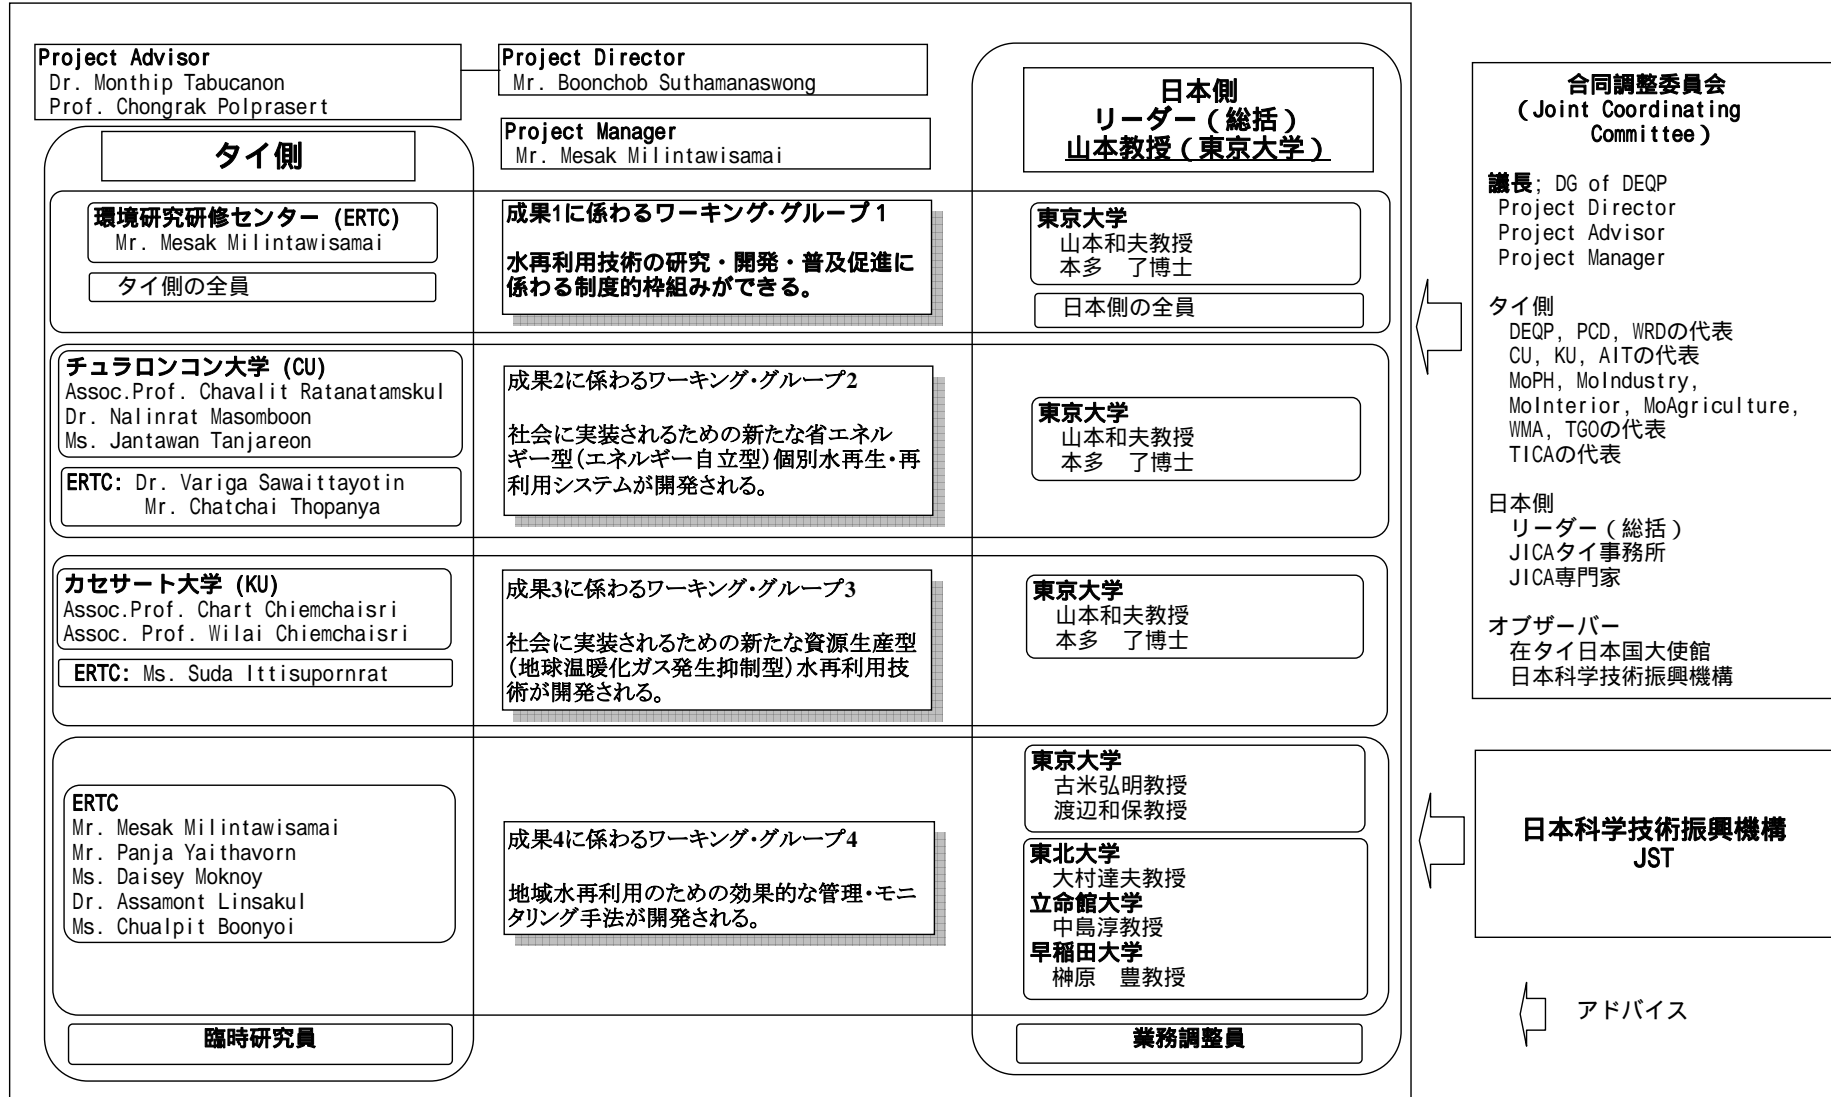 Project Advisor
Dr. Monthip Tabucanon
Prof. Chongrak Polprasert
Project Director
Mr. Boonchob Suthamanaswong
Project Manager
Mr. Mesak Milintawisamai
タイ側
日本側
リーダー（総括）
山本教授（東京大学）
環境研究研修センター (ERTC)
Mr. Mesak Milintawisamai
タイ側の全員
成果1に係わるワーキング・グループ1
水再利用技術の研究・開発・普及促進に
係わる制度的枠組みができる。
東京大学
山本和夫教授
本多　了博士
日本側の全員
チュラロンコン大学 (CU)
Assoc.Prof. Chavalit Ratanatamskul
Dr. Nalinrat Masomboon
Ms. Jantawan Tanjareon
ERTC: Dr. Variga Sawaittayotin
Mr. Chatchai Thopanya
成果2に係わるワーキング・グループ2
社会に実装されるための新たな省エネル
ギー型(エネルギー自立型)個別水再生・再
利用システムが開発される。
東京大学
山本和夫教授
本多　了博士
カセサート大学 (KU)
Assoc.Prof. Chart Chiemchaisri
Assoc. Prof. Wilai Chiemchaisri
ERTC: Ms. Suda Ittisupornrat
成果3に係わるワーキング・グループ3
社会に実装されるための新たな資源生産型
(地球温暖化ガス発生抑制型)水再利用技
術が開発される。
東京大学
山本和夫教授
本多　了博士
ERTC
Mr. Mesak Milintawisamai
Mr. Panja Yaithavorn
Ms. Daisey Moknoy
Dr. Assamont Linsakul
Ms. Chualpit Boonyoi
成果4に係わるワーキング・グループ4
地域水再利用のための効果的な管理・モニ
タリング手法が開発される。
東京大学
古米弘明教授
渡辺和保教授
東北大学
大村達夫教授
立命館大学
中島淳教授
早稲田大学
榊原　豊教授
臨時研究員
業務調整員
合同調整委員会
（Joint Coordinating
Committee）
議長; DG of DEQP
Project Director
Project Advisor
Project Manager
タイ側
DEQP, PCD, WRDの代表
CU, KU, AITの代表
MoPH, MoIndustry,
MoInterior, MoAgriculture,
WMA, TGOの代表
TICAの代表
日本側
リーダー（総括）
JICAタイ事務所
JICA専門家
オブザーバー
在タイ日本国大使館
日本科学技術振興機構
日本科学技術振興機構
JST
アドバイス